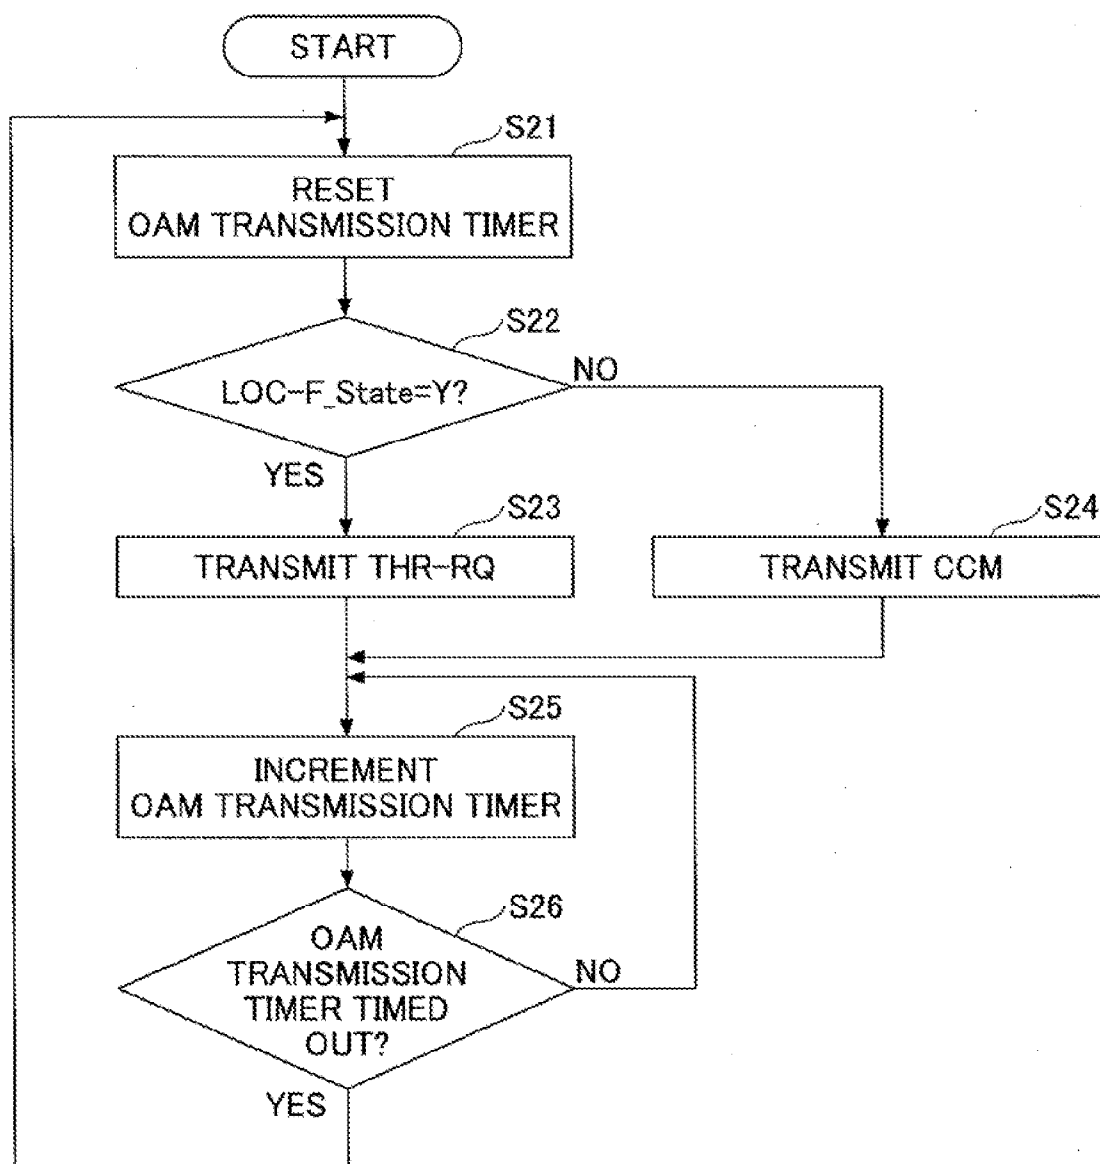 START
S21
RESET
OAM TRANSMISSION TIMER
S22
LOC-F_State=Y?
NO
YES
S23
TRANSMIT THR-RQ
S24
TRANSMIT CCM
S25
INCREMENT
OAM TRANSMISSION TIMER
S26
OAM
TRANSMISSION
TIMER TIMED
OUT?
NO
YES